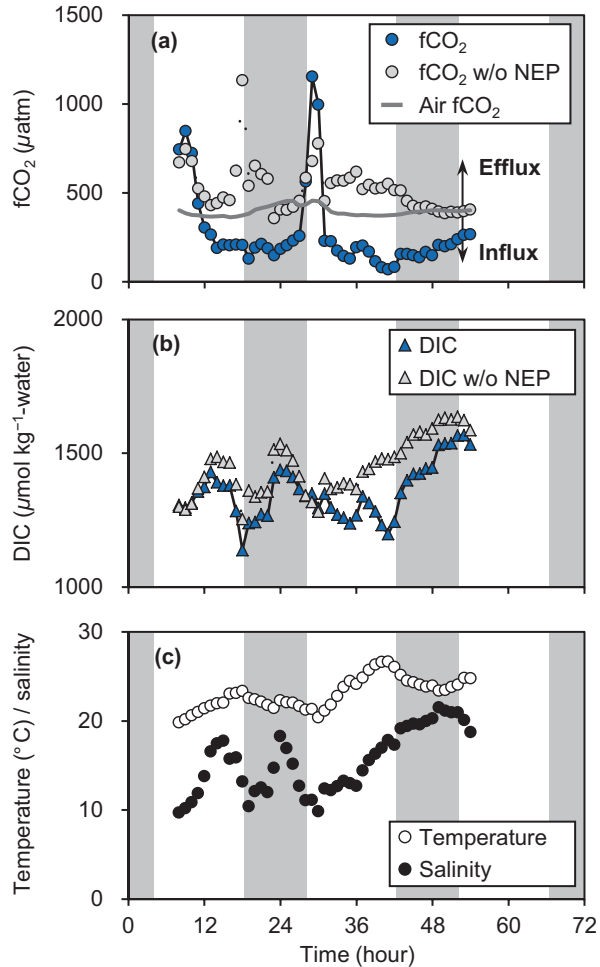 1500
(a)
fCO₂
fCO₂ w/o NEP
Air fCO₂
1000
fCO₂ (µatm)
Efflux
500
Influx
0
2000
(b)
DIC
DIC w/o NEP
DIC (µmol kg⁻¹-water)
1500
1000
30
(c)
Temperature (°C) / salinity
20
10
Temperature
Salinity
0
0 12 24 36 48 60 72
Time (hour)